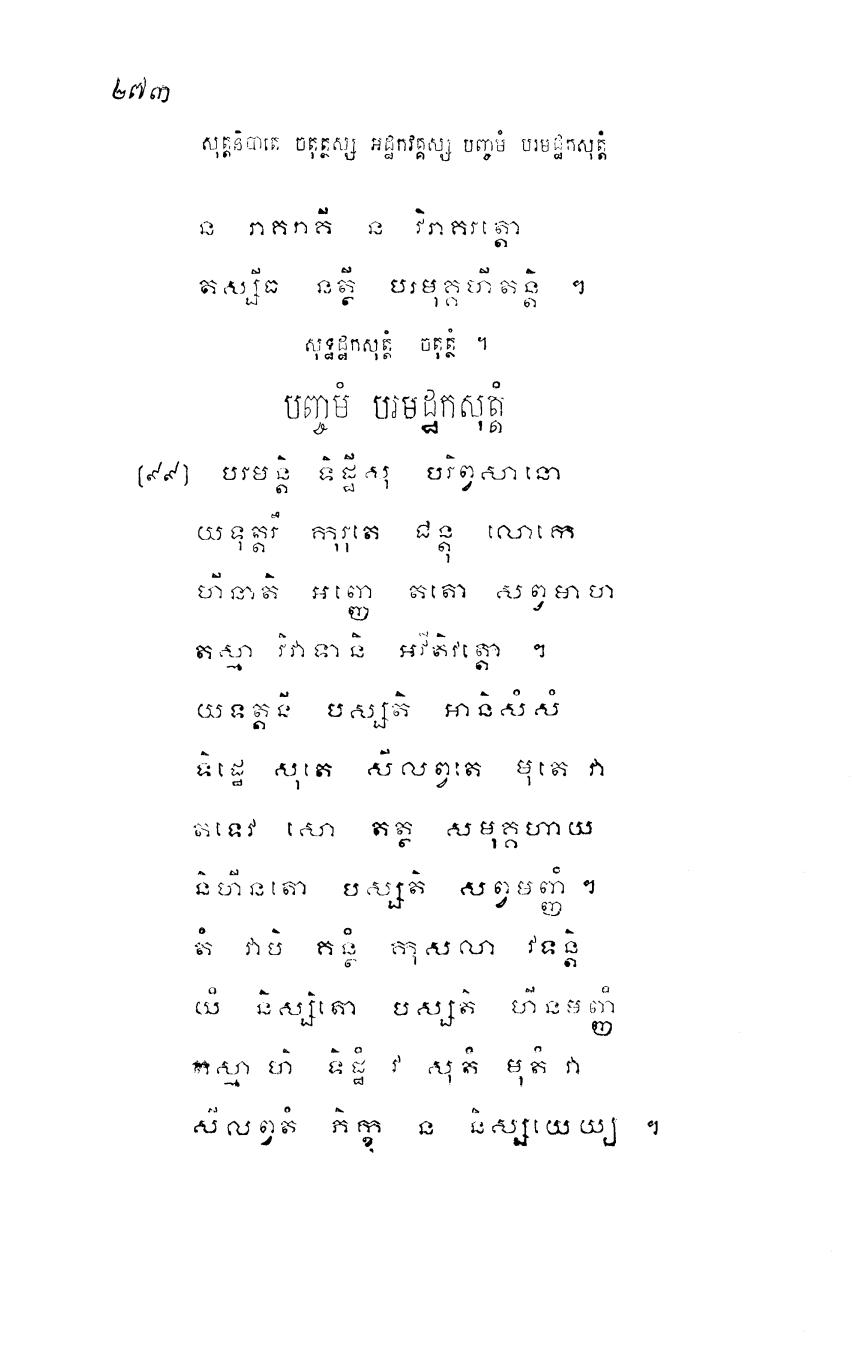 ២៧៣
សុត្តនិបាតេ ចតុត្ថស្ស អដ្ឋកវគ្គស្ស បញ្ចមំ បរមដ្ឋកសុត្តំ
ន រាគរាគី ន វិរាគរត្តោ
តស្សីធ នត្ថី បរមុគ្គហីតន្តិ ។
សុទ្ធដ្ឋកសុត្តំ ចតុត្ថំ ។
បញ្ចមំ បរមដ្ឋកសុត្តំ
[៩៩] បរមន្តិ ទិដ្ឋីសុ បរិព្វសានោ
យទុត្តរឹ កុរុតេ ជន្តុ លោកេ
ហីនាតិ អញ្ញេ តតោ សព្វមាហ
តស្មា វិវាទានិ អវីតិវត្តោ ។
យទត្តនី បស្សតិ អានិសំសំ
ទិដ្ឋេ សុតេ សីលព្វតេ មុតេ វា
តទេវ សោ តត្ថ សមុគ្គហាយ
និហីនតោ បស្សតិ សព្វមញ្ញំ ។
តំ វាបិ គន្ថំ កុសលា វទន្តិ
យំ និស្សិតោ បស្សតិ ហីនមញ្ញំ
តស្មា ហិ ទិដ្ឋំ វ សុតំ មុតំ វា
សីលព្វតំ ភិក្ខុ ន និស្សយេយ្យ ។